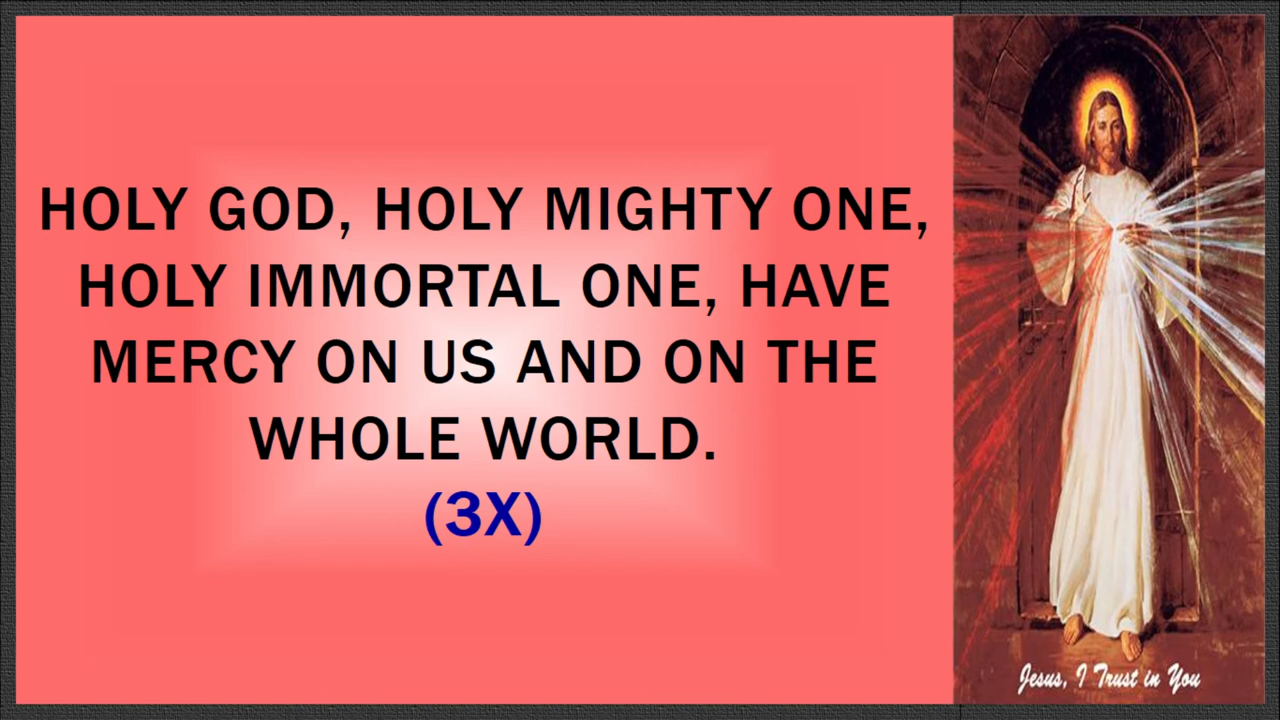 HOLY GOD, HOLY MIGHTY ONE,
HOLY IMMORTAL ONE, HAVE
MERCY ON US AND ON THE
WHOLE WORLD.
(3X)
Jesus, I Trust in You